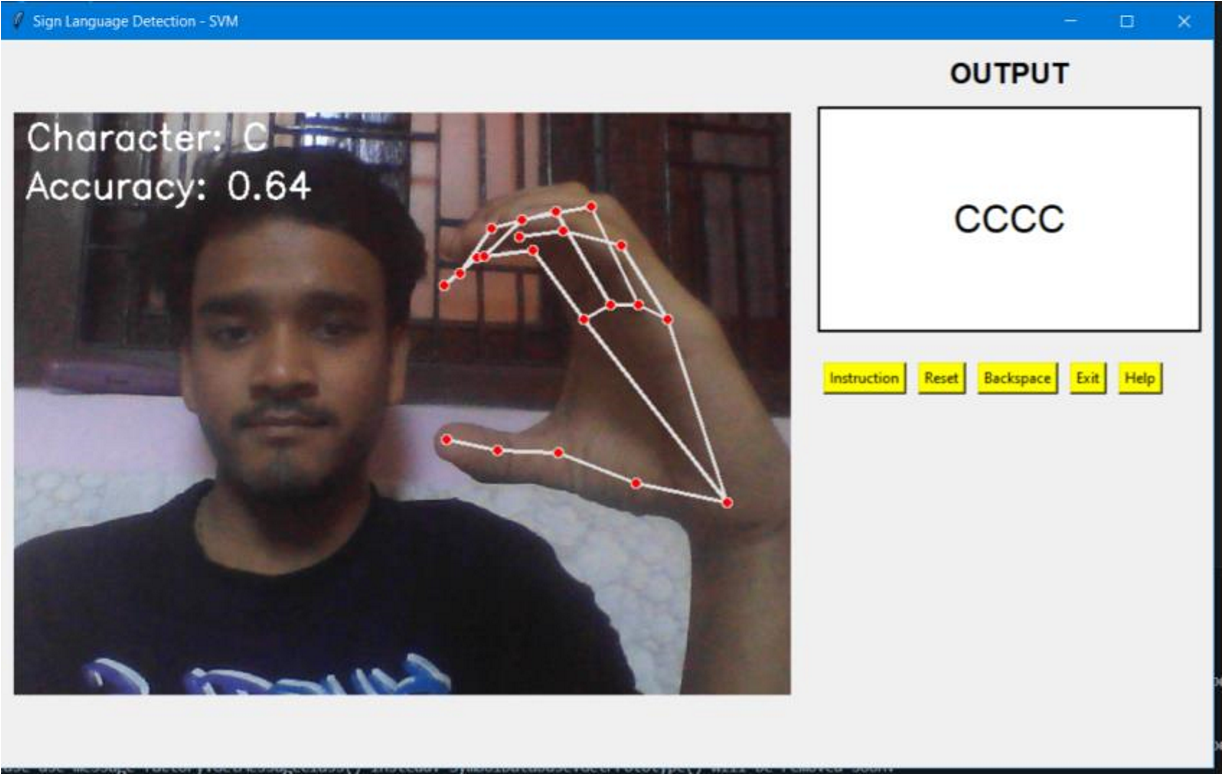 Sign Language Detection - SVM
OUTPUT
Character: C
Accuracy: 0.64
CCCC
Instruction Reset Backspace Exit Help